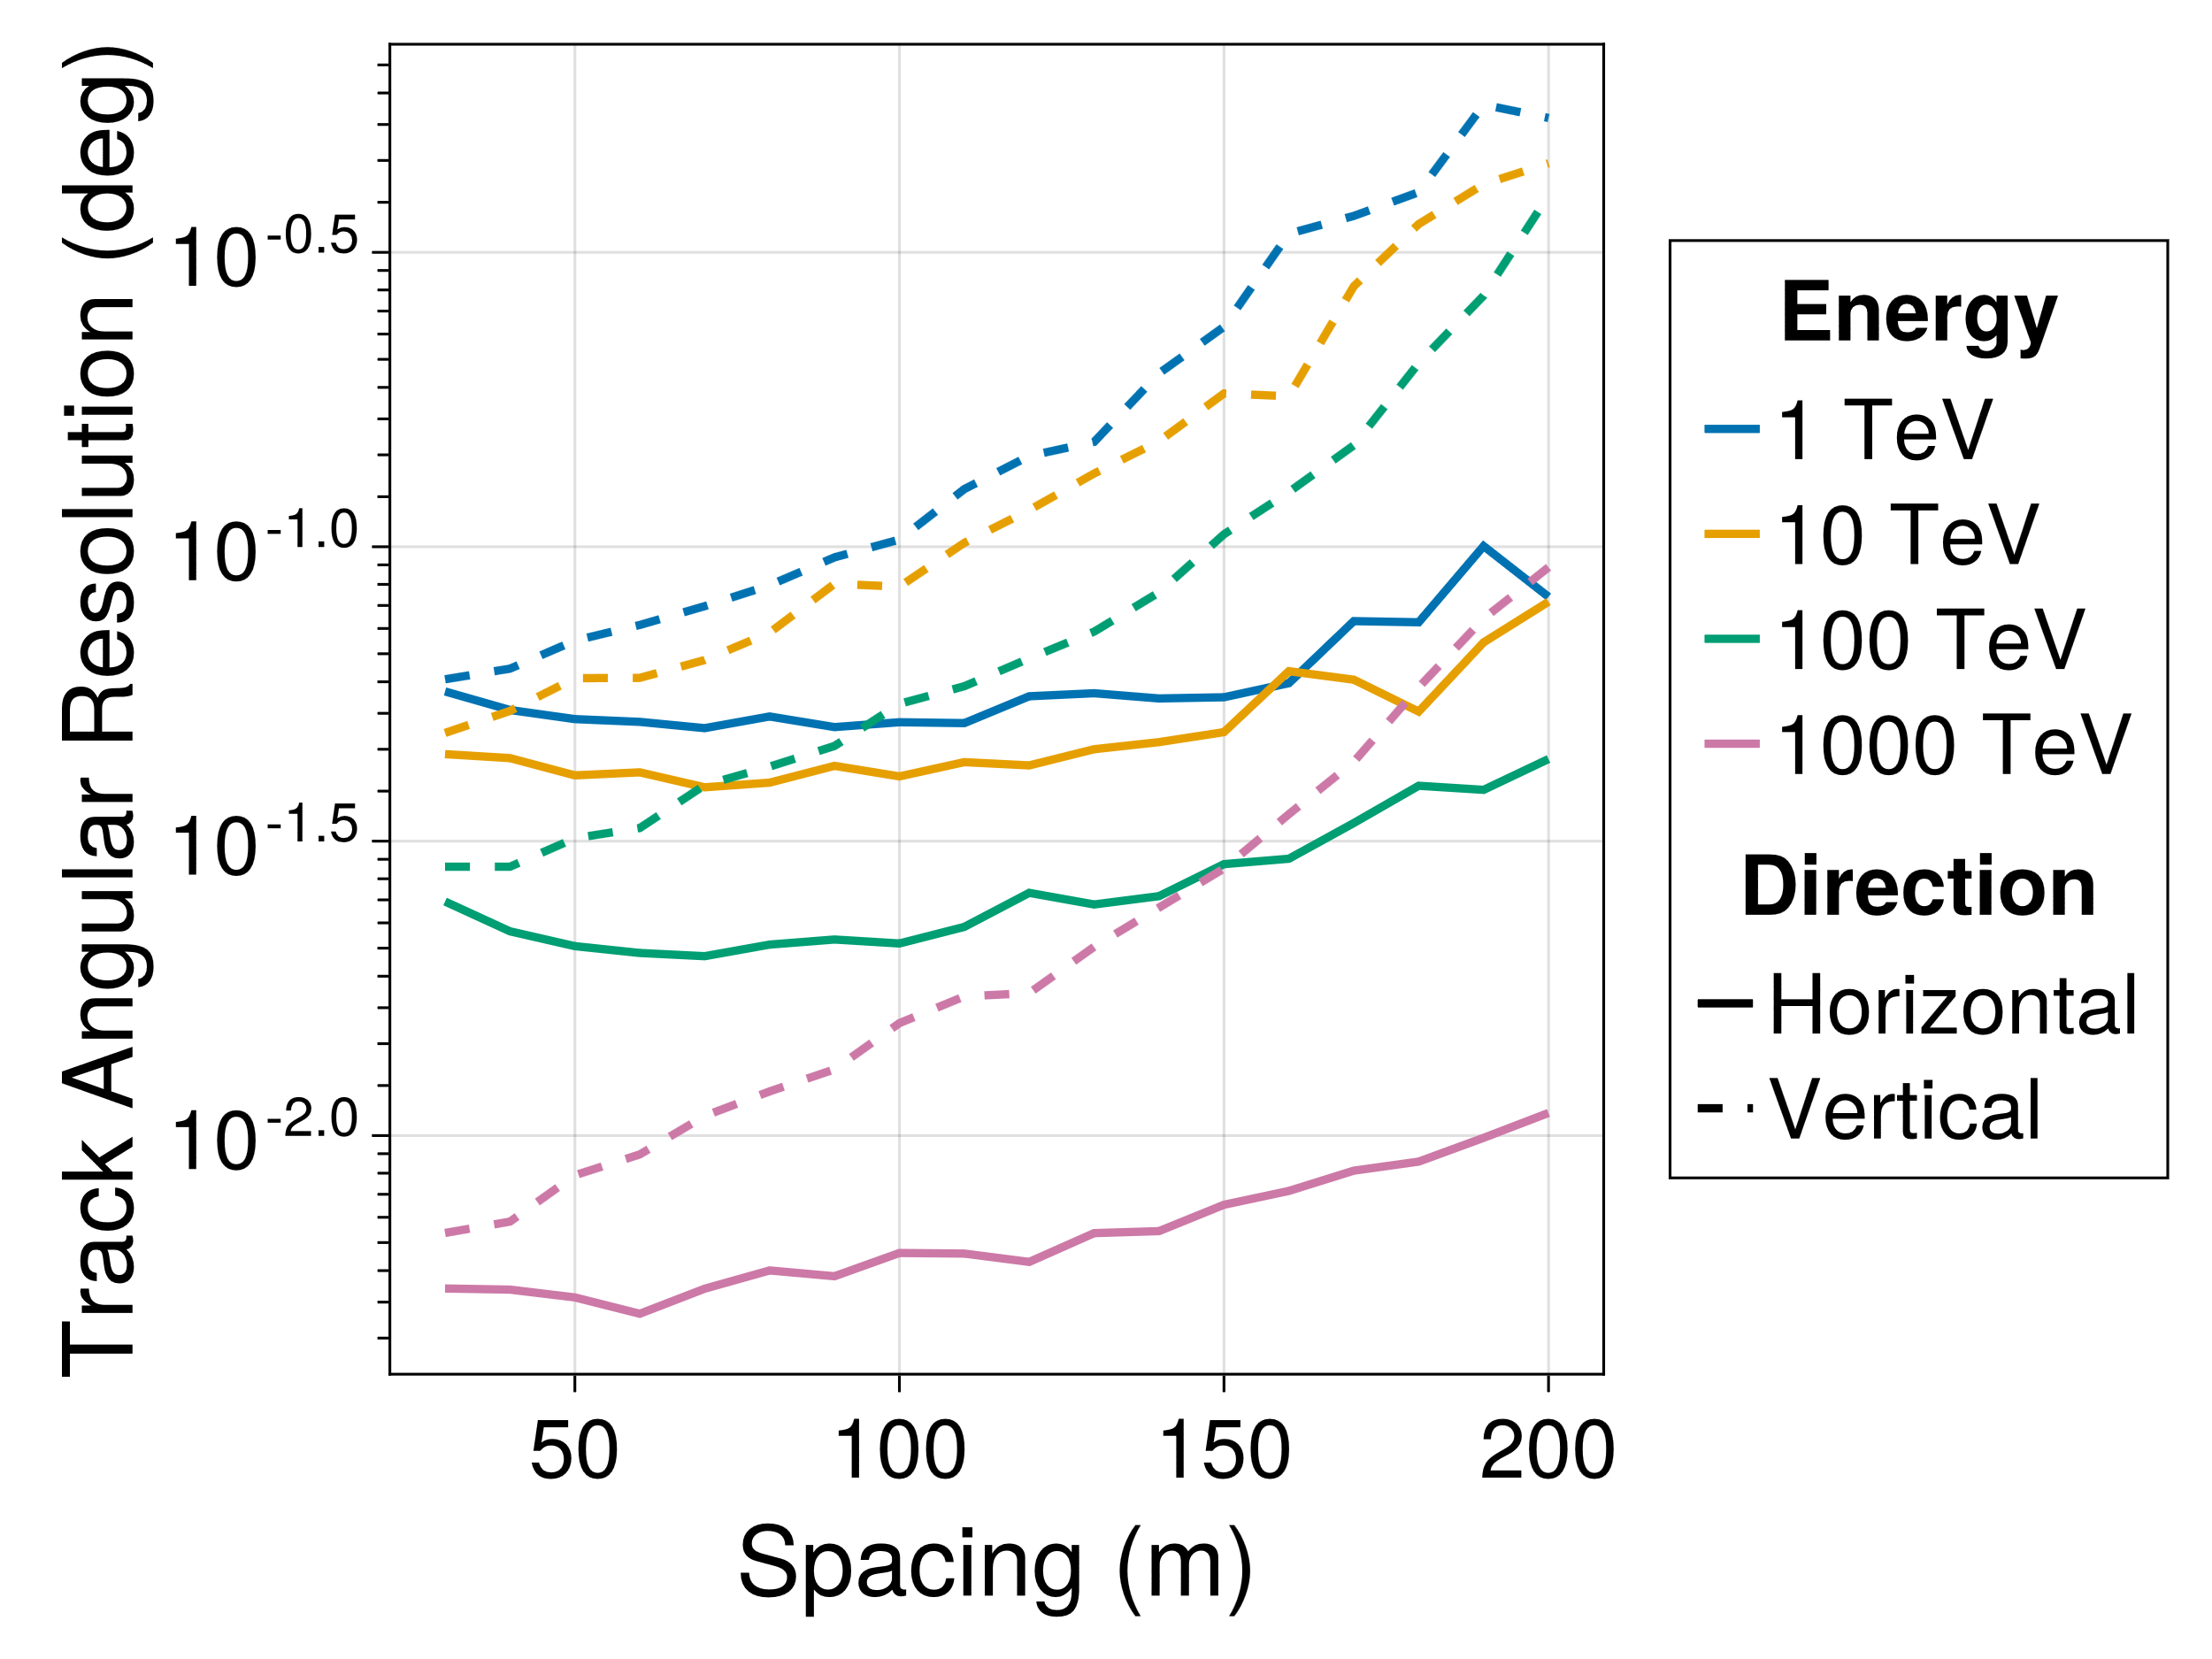 Track Angular Resolution (deg)
10^-0.5
10^-1.0
10^-1.5
10^-2.0
50 100 150 200
Spacing (m)
Energy
1 TeV
10 TeV
100 TeV
1000 TeV
Direction
Horizontal
Vertical